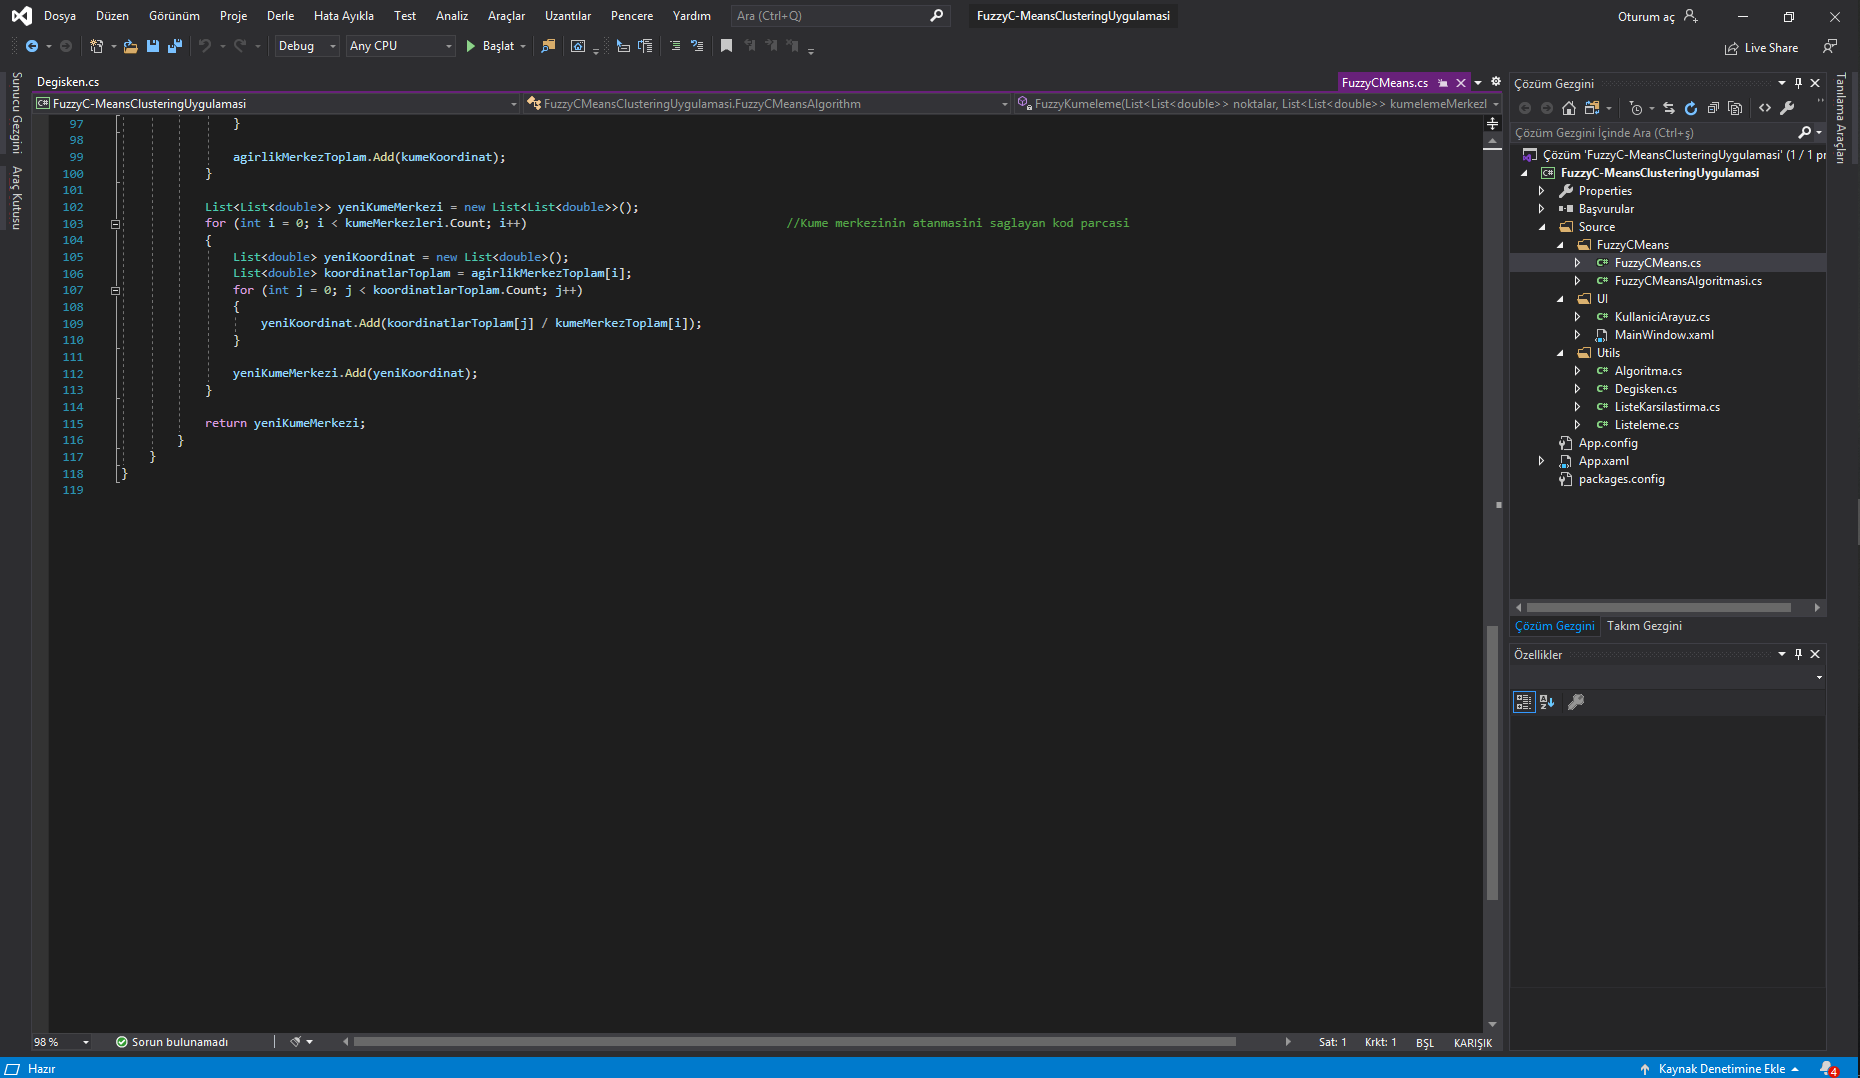 Dosya Düzen Görünüm Proje Derle Hata Ayıkla Test Analiz Araçlar Uzantılar Pencere Yardım Ara (Ctrl+Q) FuzzyC-MeansClusteringUygulamasi Oturum aç
Debug Any CPU Başlat Live Share
Sunucu Gezgini
Araç Kutusu
Degisken.cs FuzzyCMeans.cs
FuzzyC-MeansClusteringUygulamasi FuzzyCMeansClusteringUygulamasi.FuzzyCMeansAlgorithm FuzzyKumeleme(List<List<double>> noktalar, List<List<double>> kumelemeMerkezl
97 }
98
99 agirlikMerkezToplam.Add(kumeKoordinat);
100 }
101
102 List<List<double>> yeniKumeMerkezi = new List<List<double>>();
103 for (int i = 0; i < kumeMerkezleri.Count; i++) //Kume merkezinin atanmasini saglayan kod parcasi
104 {
105 List<double> yeniKoordinat = new List<double>();
106 List<double> koordinatlarToplam = agirlikMerkezToplam[i];
107 for (int j = 0; j < koordinatlarToplam.Count; j++)
108 {
109 yeniKoordinat.Add(koordinatlarToplam[j] / kumeMerkezToplam[i]);
110 }
111
112 yeniKumeMerkezi.Add(yeniKoordinat);
113 }
114
115 return yeniKumeMerkezi;
116 }
117 }
118 }
119
98 % Sorun bulunamadı Sat: 1 Krkt: 1 BŞL KARIŞIK
Çözüm Gezgini
Çözüm Gezgini İçinde Ara (Ctrl+ş)
Çözüm 'FuzzyC-MeansClusteringUygulamasi' (1 / 1 pr
C# FuzzyC-MeansClusteringUygulamasi
Properties
Başvurular
Source
FuzzyCMeans
C# FuzzyCMeans.cs
C# FuzzyCMeansAlgoritmasi.cs
UI
C# KullaniciArayuz.cs
MainWindow.xaml
Utils
C# Algoritma.cs
C# Degisken.cs
C# ListeKarsilastirma.cs
C# Listeleme.cs
App.config
App.xaml
packages.config
Çözüm Gezgini Takım Gezgini
Özellikler
Tanılama Araçları
Hazır Kaynak Denetimine Ekle 4